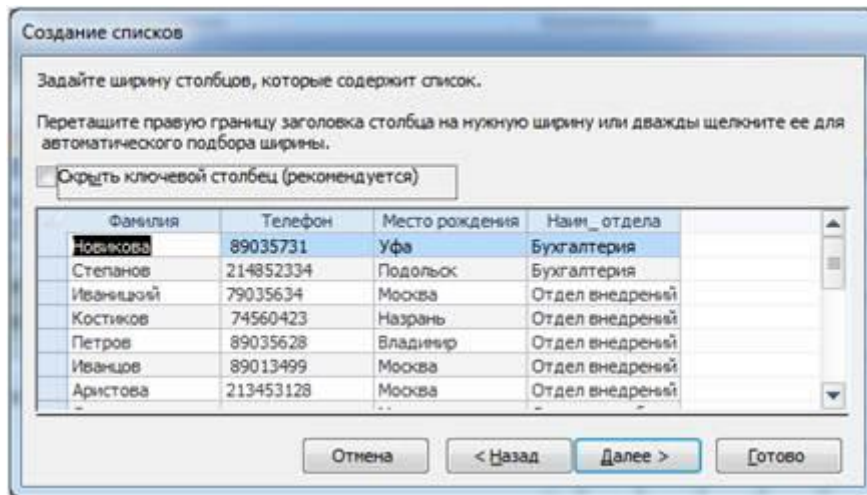 Создание списков
Задайте ширину столбцов, которые содержит список.
Перетащите правую границу заголовка столбца на нужную ширину или дважды щелкните ее для
автоматического подбора ширины.
Скрыть ключевой столбец (рекомендуется)
Фамилия Телефон Место рождения Наим_отдела
Новикова 89035731 Уфа Бухгалтерия
Степанов 214852334 Подольск Бухгалтерия
Иваницкий 79035634 Москва Отдел внедрений
Костиков 74560423 Назрань Отдел внедрений
Петров 89035628 Владимир Отдел внедрений
Иванцов 89013499 Москва Отдел внедрений
Аристова 213453128 Москва Отдел внедрений
Отмена < Назад Далее > Готово